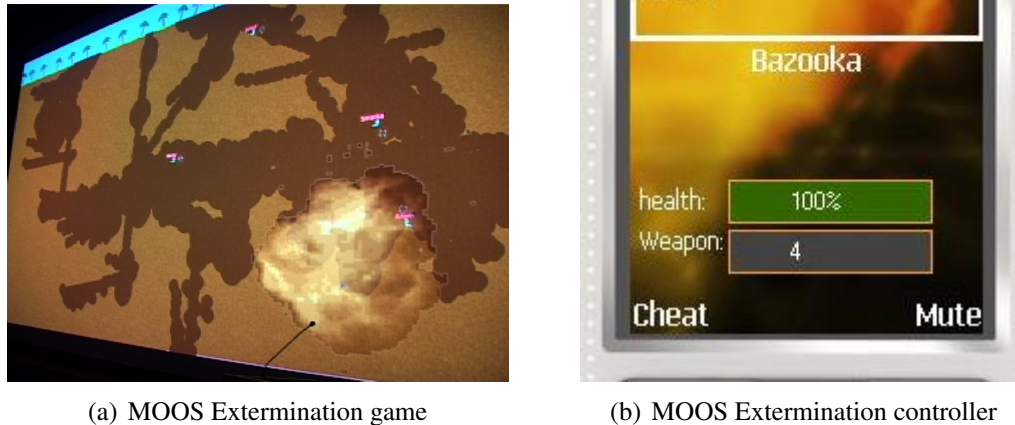 Bazooka
health: 100%
Weapon: 4
Cheat Mute
(a) MOOS Extermination game
(b) MOOS Extermination controller